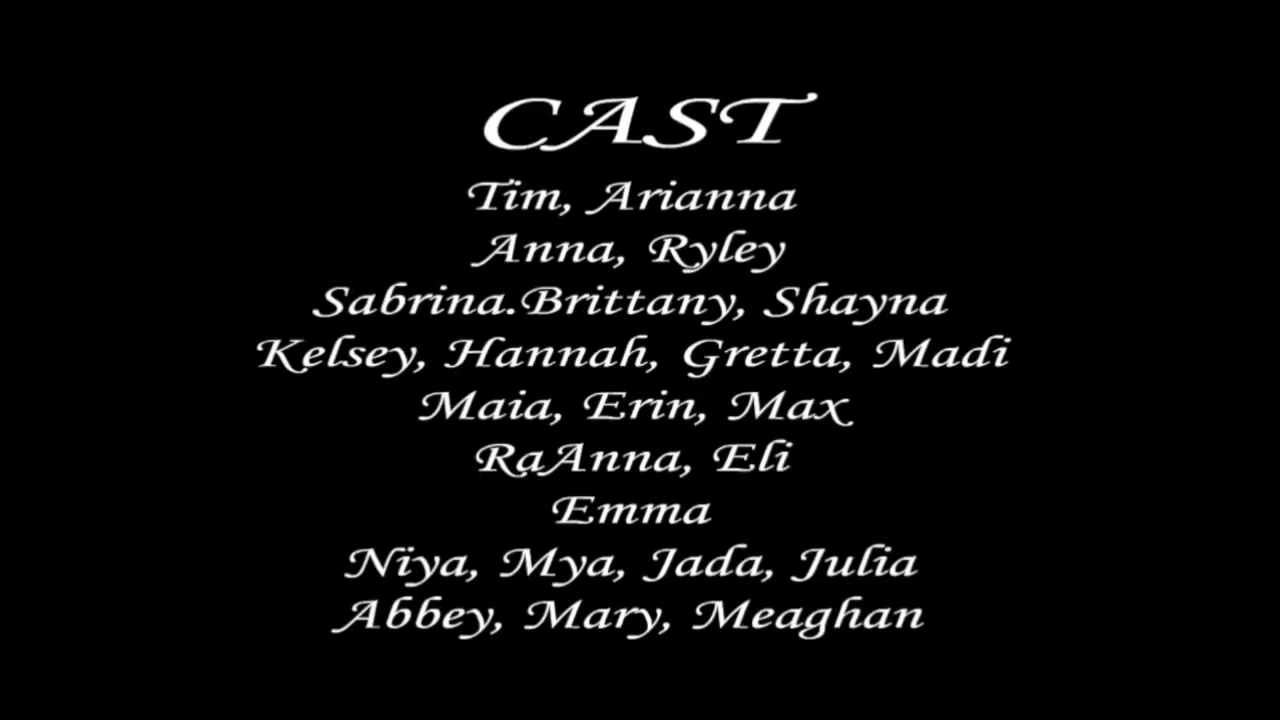 CAST
Tim, Arianna
Anna, Ryley
Sabrina.Brittany, Shayna
Kelsey, Hannah, Gretta, Madi
Maia, Erin, Max
RaAnna, Eli
Emma
Niya, Mya, Jada, Julia
Abbey, Mary, Meaghan